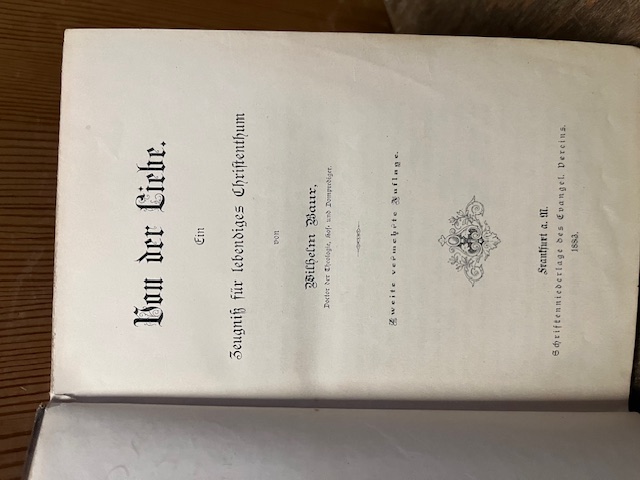 Von der Liebe.
Ein
Zeugniß für lebendiges Christenthum
von
Wilhelm Baur,
Doctor der Theologie, Hof- und Domprediger.
Zweite vermehrte Auflage.
Frankfurt a. M.
Schriftenniederlage des Evangel. Vereins.
1883.